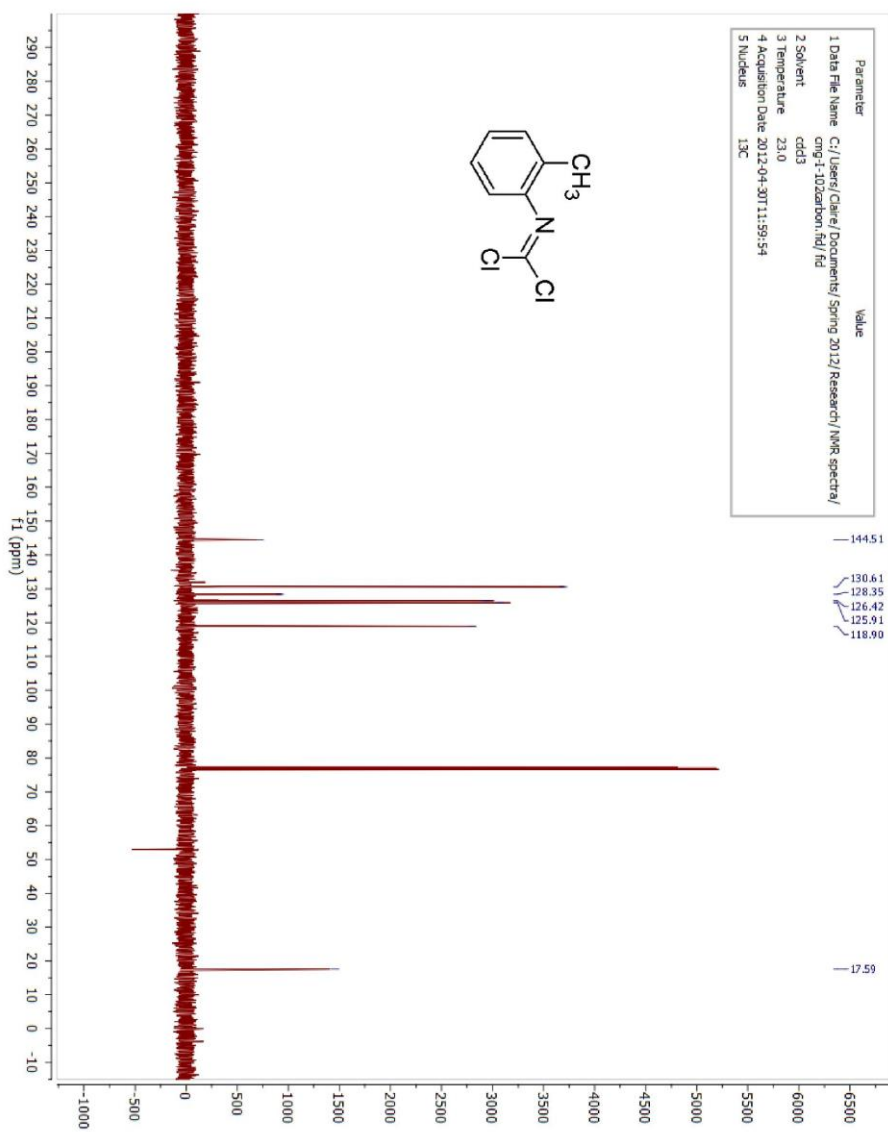 Parameter Value
1 Data File Name C:/ Users/ Claire/ Documents/ Spring 2012/ Research/ NMR spectra/
cmg-1-102carbon.fid/ fid
2 Solvent cdcl3
3 Temperature 23.0
4 Acquisition Date 2012-04-30T11:59:54
5 Nucleus 13C
CH3
N
Cl
Cl
144.51
130.61
128.35
126.42
125.91
118.90
17.59
6500
6000
5500
5000
4500
4000
3500
3000
2500
2000
1500
1000
500
0
-500
-1000
290 280 270 260 250 240 230 220 210 200 190 180 170 160 150 140 130 120 110 100 90 80 70 60 50 40 30 20 10 0 -10
f1 (ppm)